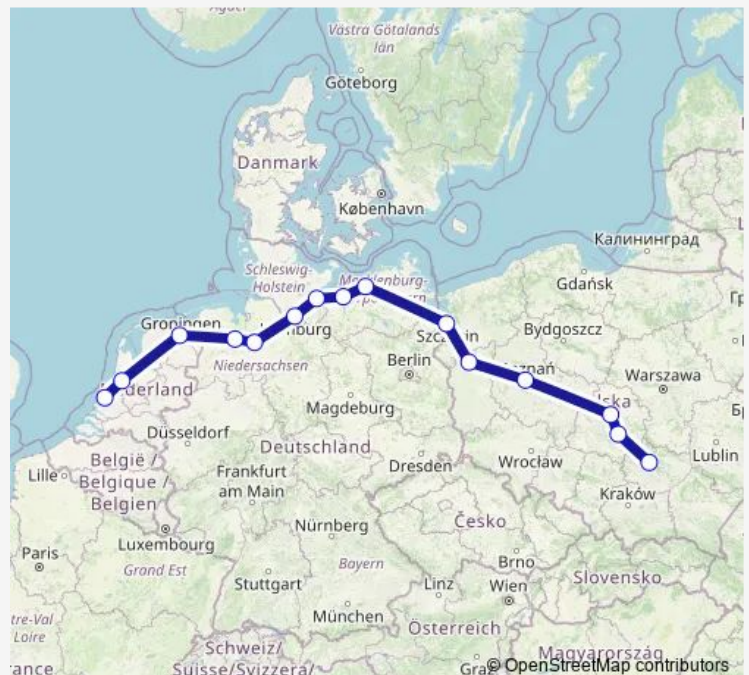 Västra Götalands
län
Göteborg
Danmark
København
Калининград
Schleswig-
Holstein
Gdańsk
Groningen
Bydgoszcz
Berlin
Niedersachsen
Warszawa
Magdeburg
Düsseldorf
Deutschland
België /
Belgique /
Belgien
Lille
Frankfurt
am Main
Dresden
Wrocław
Lublin
Kraków
Luxembourg
Nürnberg
Česko
Paris
Grand Est
Bayern
Brno
Stuttgart
Linz
Wien
Slovensko
München
Österreich
Schweiz/
Suisse/Svizzera/
Magyarország
© OpenStreetMap contributors